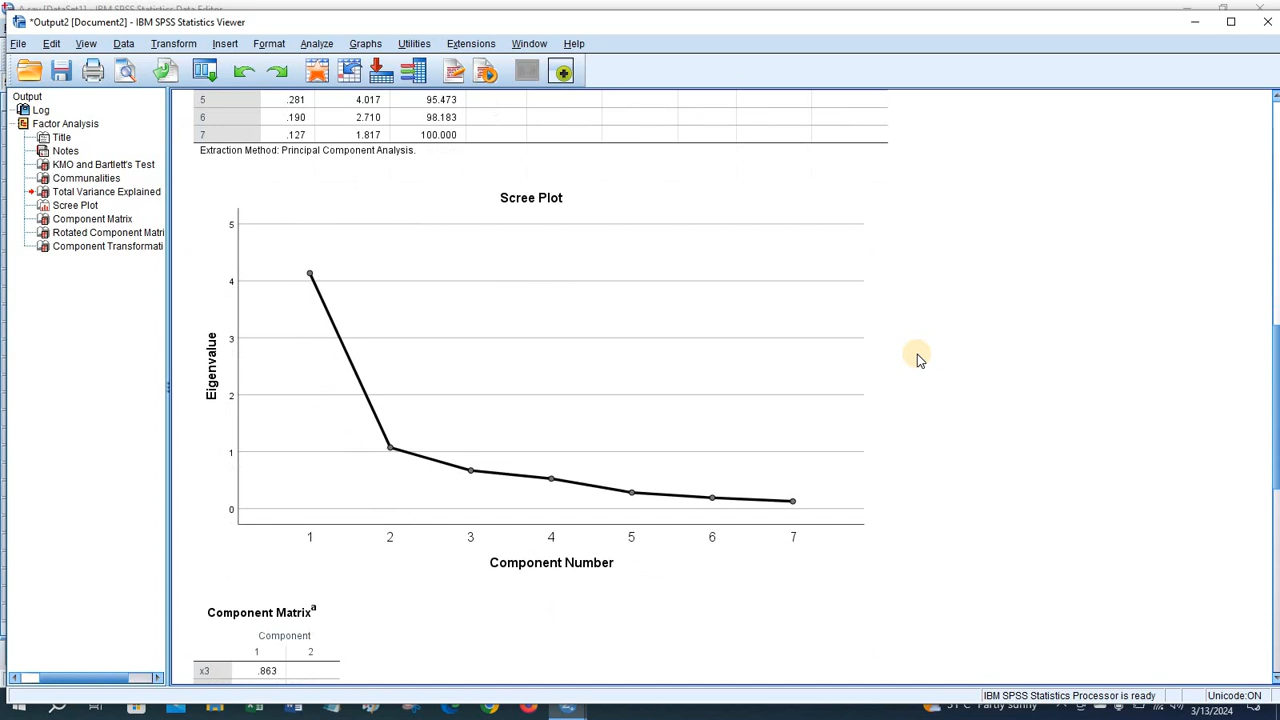 *Output2 [Document2] - IBM SPSS Statistics Viewer
File Edit View Data Transform Insert Format Analyze Graphs Utilities Extensions Window Help
Output
Log
Factor Analysis
Title
Notes
KMO and Bartlett's Test
Communalities
Total Variance Explained
Scree Plot
Component Matrix
Rotated Component Matri
Component Transformati
5 .281 4.017 95.473
6 .190 2.710 98.183
7 .127 1.817 100.000
Extraction Method: Principal Component Analysis.
Scree Plot
5
4
3
2
1
0
Eigenvalue
1 2 3 4 5 6 7
Component Number
Component Matrixa
Component
1 2
x3 .863
IBM SPSS Statistics Processor is ready
Unicode:ON
Partly sunny
3/13/2024